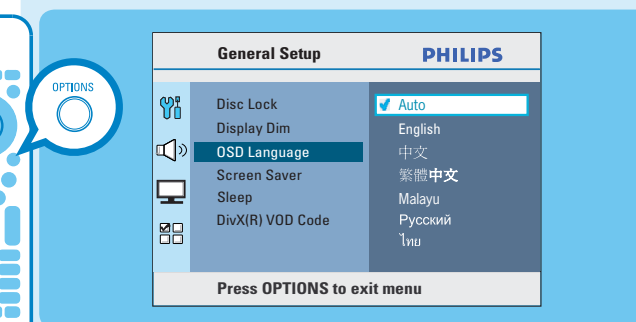 OPTIONS
General Setup
PHILIPS
Disc Lock
Display Dim
OSD Language
Screen Saver
Sleep
DivX(R) VOD Code
Auto
English
中文
繁體中文
Malayu
Русский
ไทย
Press OPTIONS to exit menu